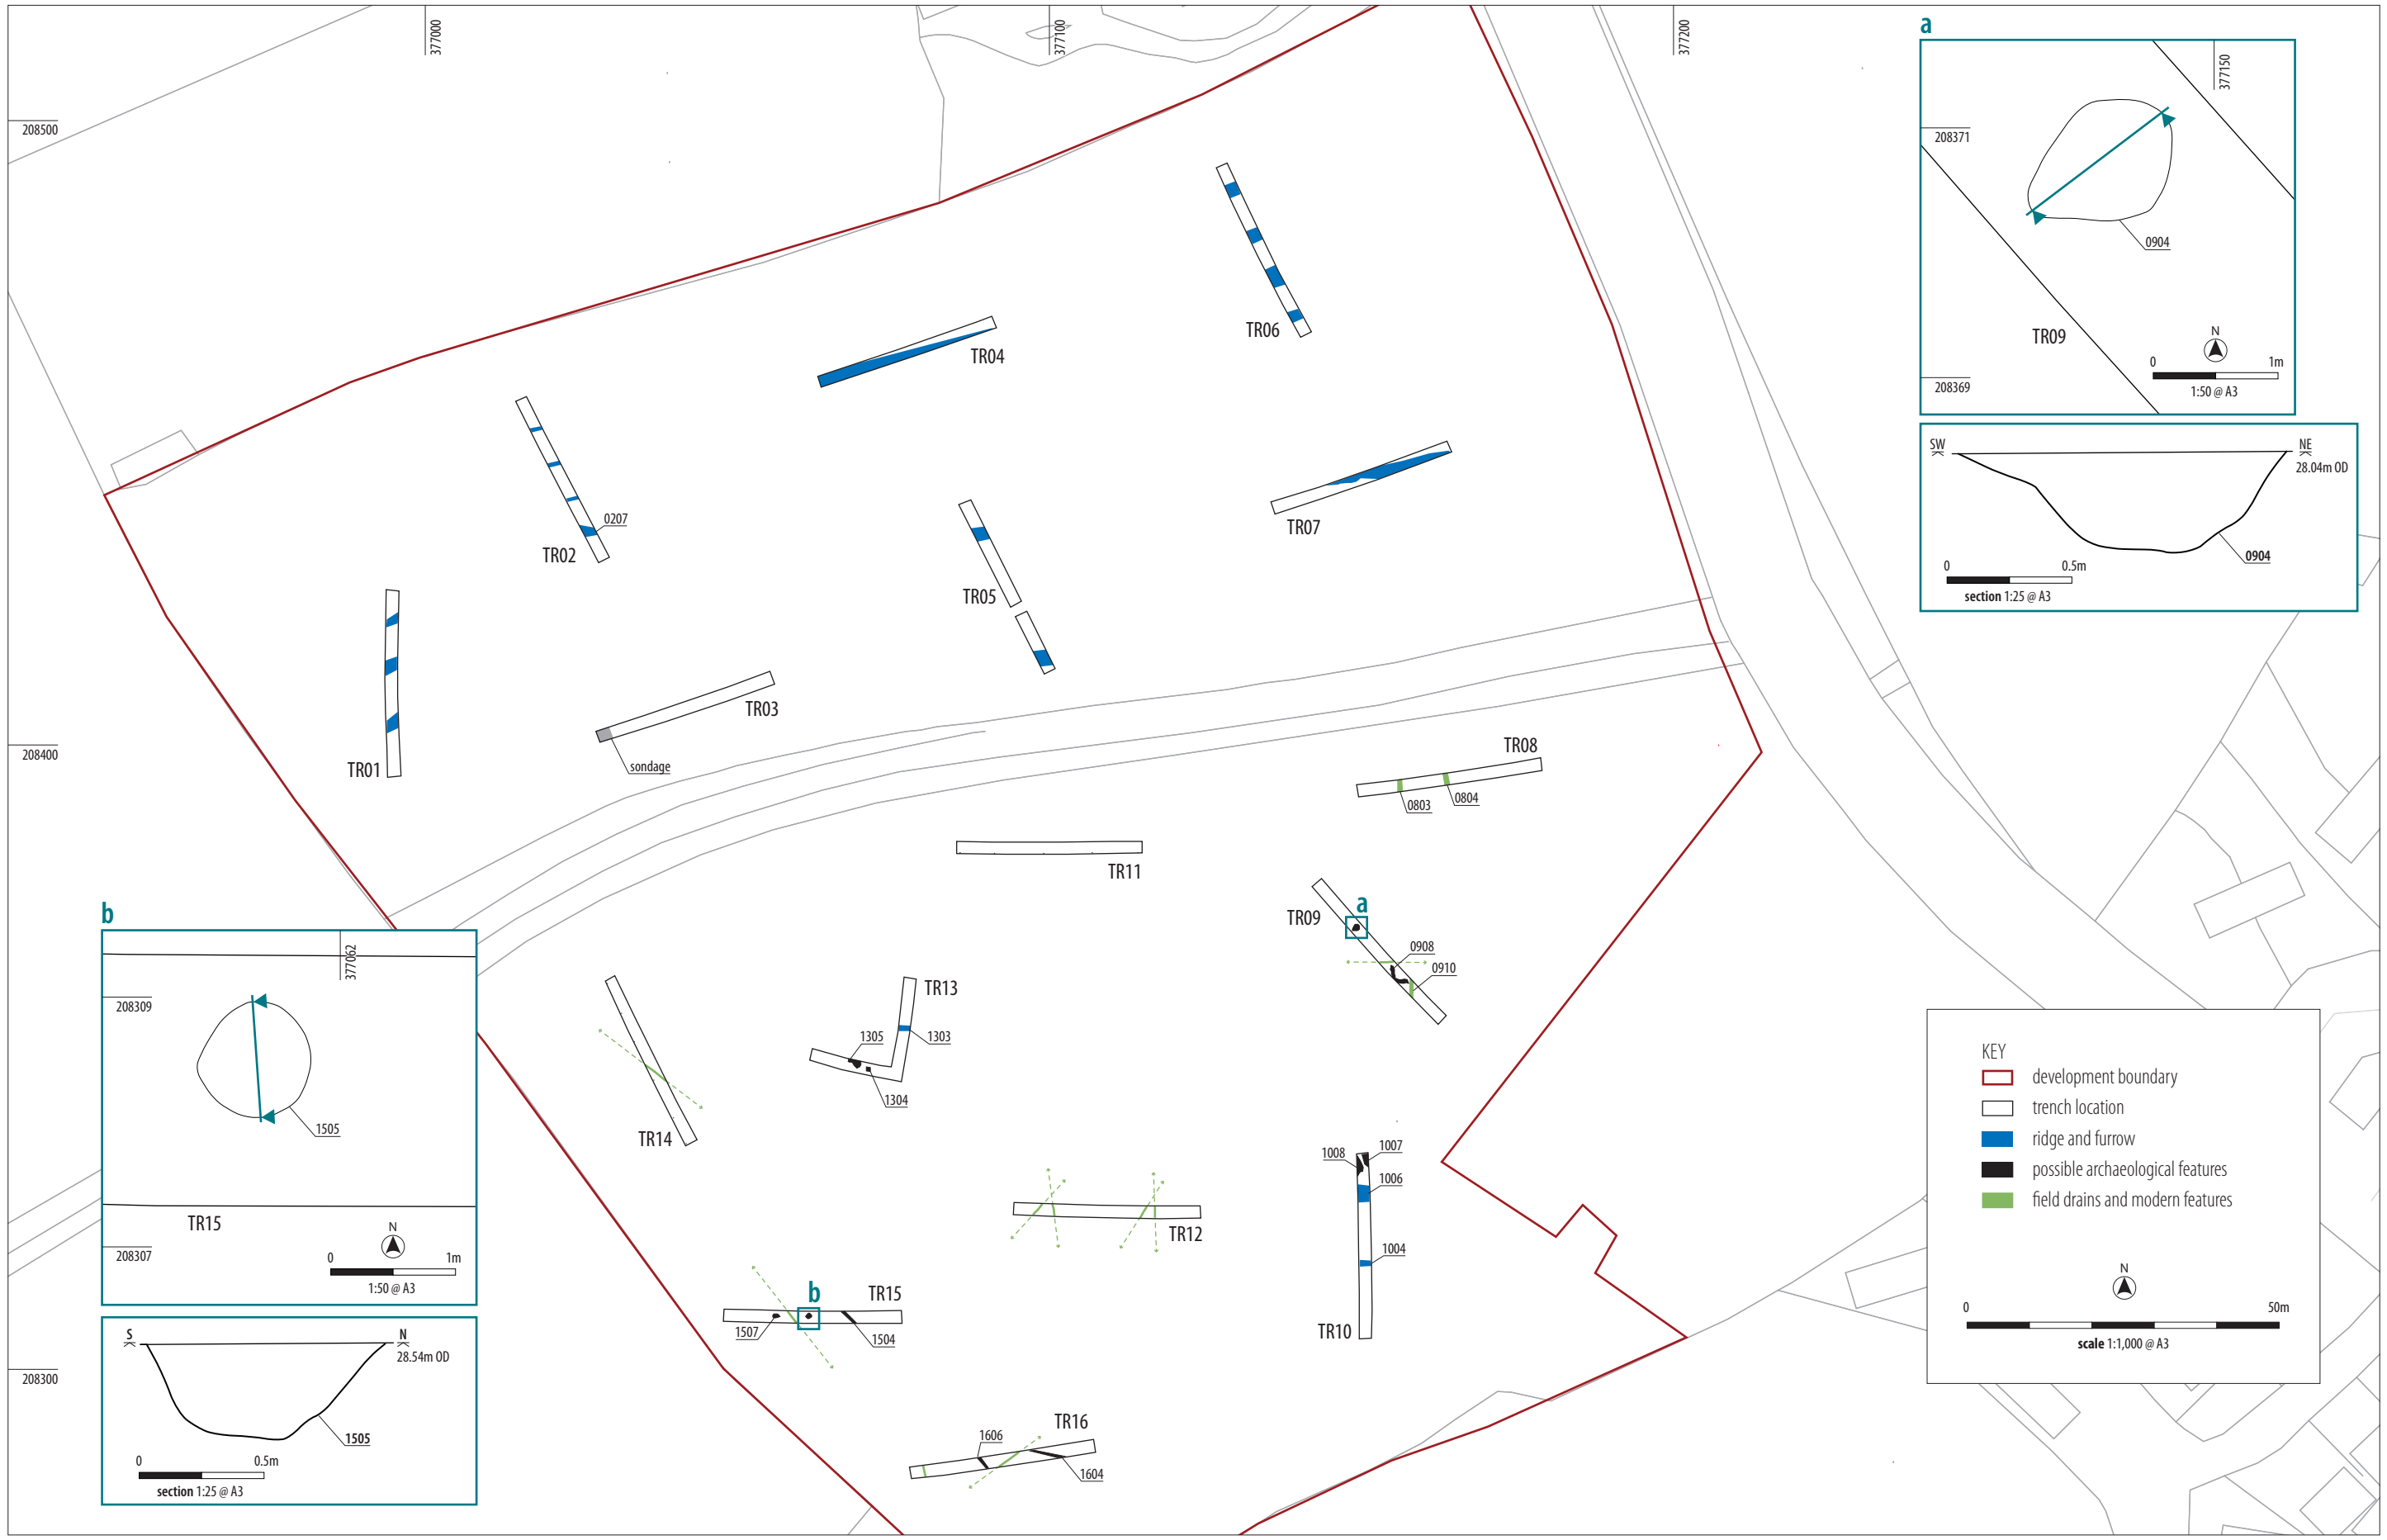 377000
377100
377200
208500
208400
208300
TR06
TR04
0207
TR02
TR07
TR05
TR01
TR03
sondage
TR08
0803
0804
TR11
TR09
a
0908
0910
TR13
1305
1303
1304
TR14
1008
1007
1006
1004
TR10
TR12
b
TR15
1507
1504
TR16
1606
1604
a
377150
208371
0904
TR09
N
0 1m
208369
1:50 @ A3
SW NE
28.04m OD
0 0.5m
0904
section 1:25 @ A3
b
377062
208309
1505
TR15
N
208307
0 1m
1:50 @ A3
S N
28.54m OD
1505
0 0.5m
section 1:25 @ A3
KEY
development boundary
trench location
ridge and furrow
possible archaeological features
field drains and modern features
N
0 50m
scale 1:1,000 @ A3